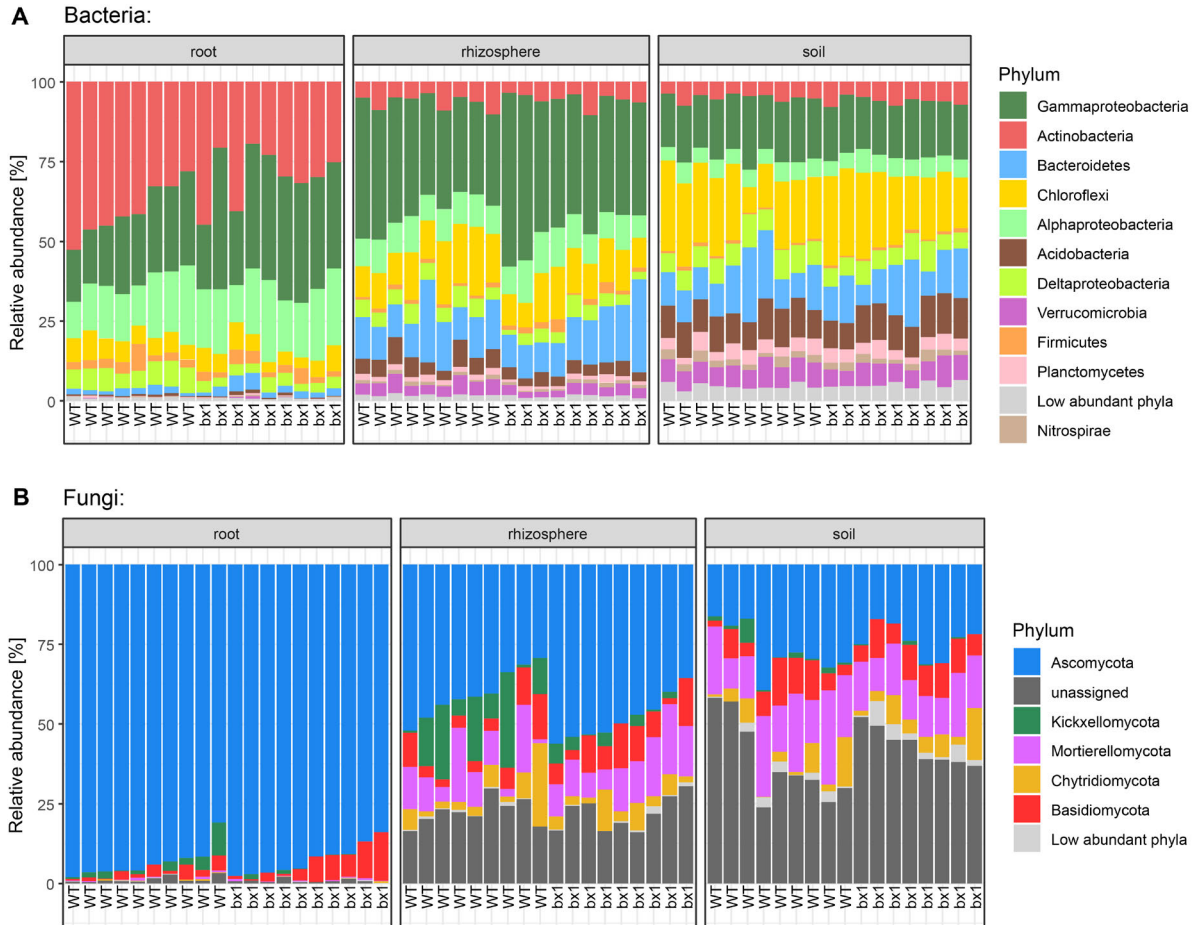 A Bacteria:
root rhizosphere soil
Relative abundance [%]
100
75
50
25
0
WT WT WT WT WT WT WT WT bx1 bx1 bx1 bx1 bx1 bx1 bx1 bx1 bx1
WT WT WT WT WT WT WT WT WT bx1 bx1 bx1 bx1 bx1 bx1 bx1 bx1 bx1
WT WT WT WT WT WT WT WT WT WT bx1 bx1 bx1 bx1 bx1 bx1 bx1 bx1 bx1
Phylum
Gammaproteobacteria
Actinobacteria
Bacteroidetes
Chloroflexi
Alphaproteobacteria
Acidobacteria
Deltaproteobacteria
Verrucomicrobia
Firmicutes
Planctomycetes
Low abundant phyla
Nitrospirae
B Fungi:
root rhizosphere soil
Relative abundance [%]
100
75
50
25
0
WT WT WT WT WT WT WT WT WT WT bx1 bx1 bx1 bx1 bx1 bx1 bx1 bx1 bx1 bx1
WT WT WT WT WT WT WT WT WT bx1 bx1 bx1 bx1 bx1 bx1 bx1 bx1 bx1
WT WT WT WT WT WT WT WT WT bx1 bx1 bx1 bx1 bx1 bx1 bx1 bx1
Phylum
Ascomycota
unassigned
Kickxellomycota
Mortierellomycota
Chytridiomycota
Basidiomycota
Low abundant phyla